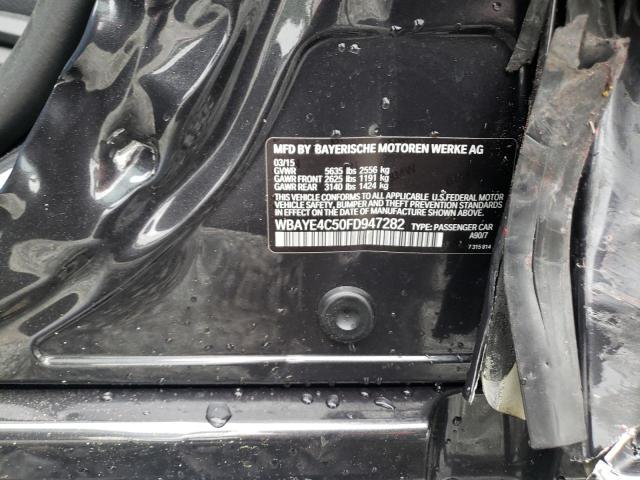 MFD BY BAYERISCHE MOTOREN WERKE AG
03/15
GVWR 5635 lbs 2556 kg
GAWR FRONT 2625 lbs 1191 kg
GAWR REAR 3140 lbs 1424 kg
THIS VEHICLE CONFORMS TO ALL APPLICABLE U.S.FEDERAL MOTOR
VEHICLE SAFETY, BUMPER AND THEFT PREVENTION STANDARDS
IN EFFECT ON THE DATE OF MANUFACTURE SHOWN ABOVE.
WBAYE4C50FD947282 TYPE: PASSENGER CAR
A90/7
7 315 814